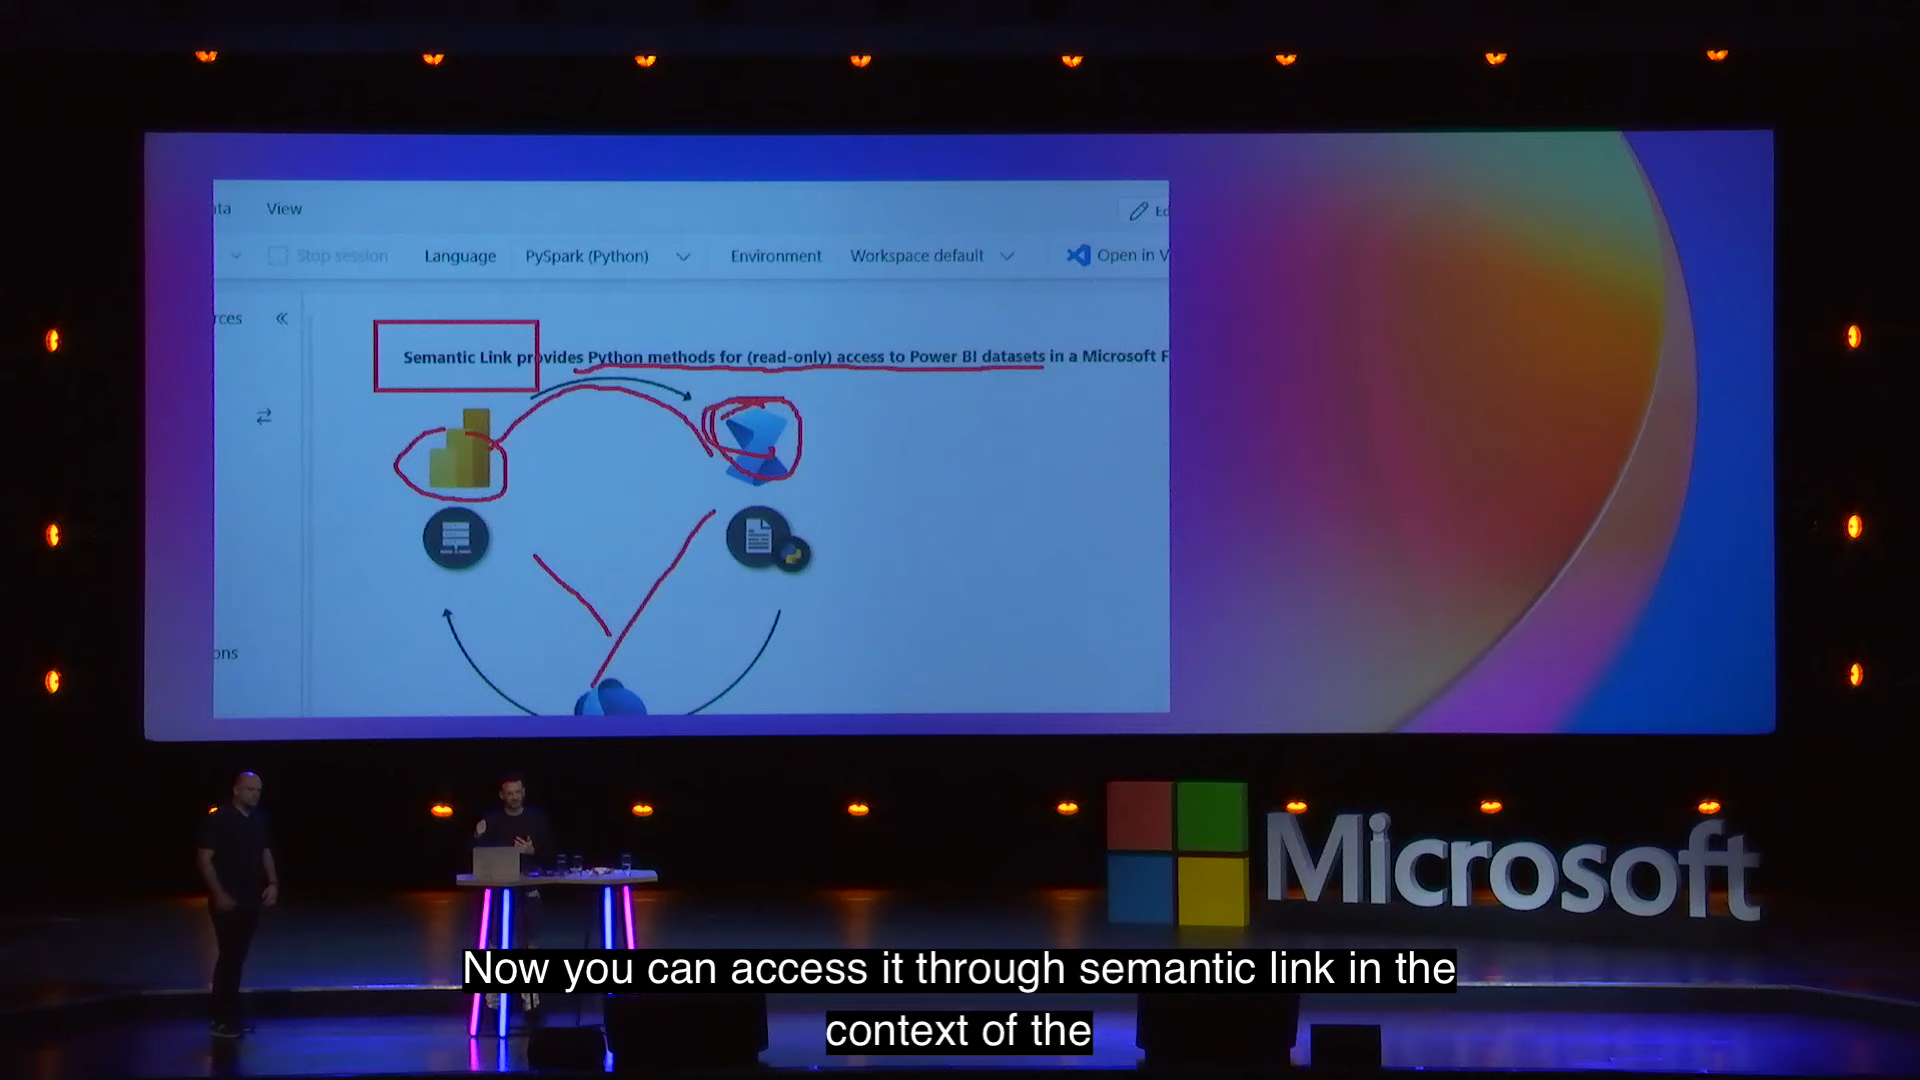 ata View
Ed
Stop session Language PySpark (Python) Environment Workspace default Open in V
rces
Semantic Link provides Python methods for (read-only) access to Power BI datasets in a Microsoft F
ons
Microsoft
Now you can access it through semantic link in the
context of the